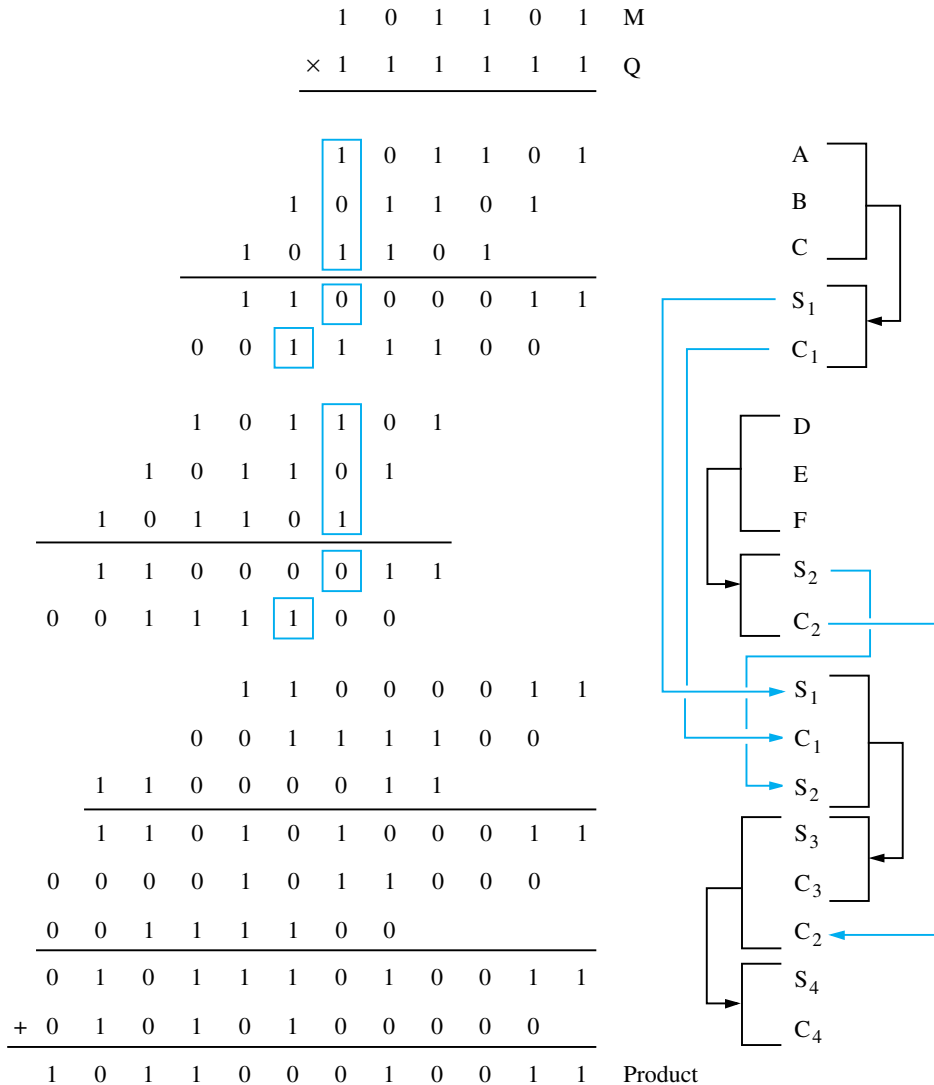 1 0 1 1 0 1 M
× 1 1 1 1 1 1 Q
1 0 1 1 0 1 A
1 0 1 1 0 1 B
1 0 1 1 0 1 C
1 1 0 0 0 0 1 1 S1
0 0 1 1 1 1 0 0 C1
1 0 1 1 0 1 D
1 0 1 1 0 1 E
1 0 1 1 0 1 F
1 1 0 0 0 0 1 1 S2
0 0 1 1 1 1 0 0 C2
1 1 0 0 0 0 1 1 S1
0 0 1 1 1 1 0 0 C1
1 1 0 0 0 0 1 1 S2
1 1 0 1 0 1 0 0 0 1 1 S3
0 0 0 0 1 0 1 1 0 0 0 C3
0 0 1 1 1 1 0 0 C2
0 1 0 1 1 1 0 1 0 0 1 1 S4
+ 0 1 0 1 0 1 0 0 0 0 0 C4
1 0 1 1 0 0 0 1 0 0 1 1 Product